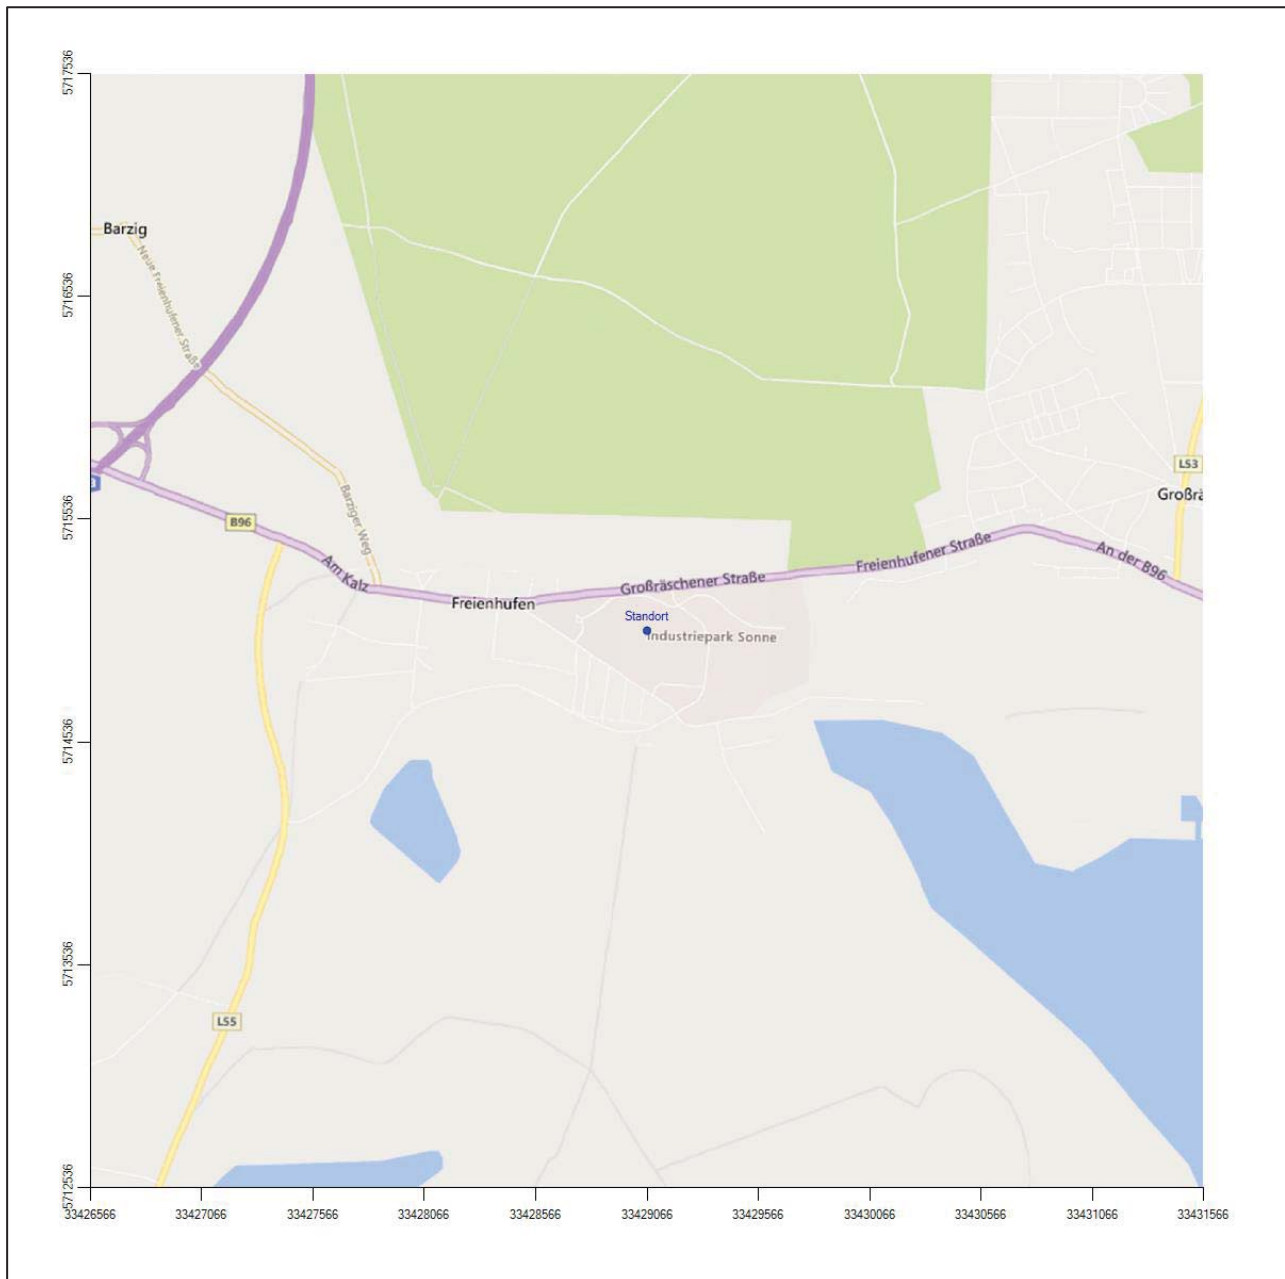 5717536
Barzig
Neue Freienhufener Straße
5716536
L53
Großrä
5715536
B96
Barziger Weg
Am Kalz
Freienhufen
Großräschener Straße
Freienhufener Straße
An der B96
Standort
Industriepark Sonne
5714536
5713536
L55
5712536
33426566
33427066
33427566
33428066
33428566
33429066
33429566
33430066
33430566
33431066
33431566